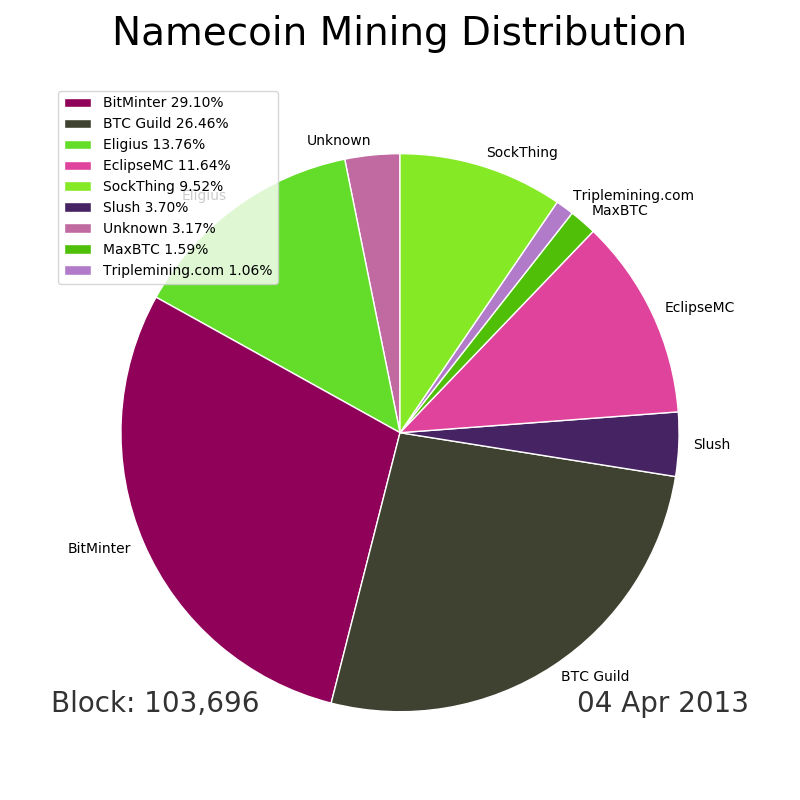 Namecoin Mining Distribution
BitMinter 29.10%
BTC Guild 26.46%
Eligius 13.76%
EclipseMC 11.64%
SockThing 9.52%
Slush 3.70%
Unknown 3.17%
MaxBTC 1.59%
Triplemining.com 1.06%
Unknown
SockThing
Eligius
Triplemining.com
MaxBTC
EclipseMC
Slush
BitMinter
BTC Guild
Block: 103,696
04 Apr 2013